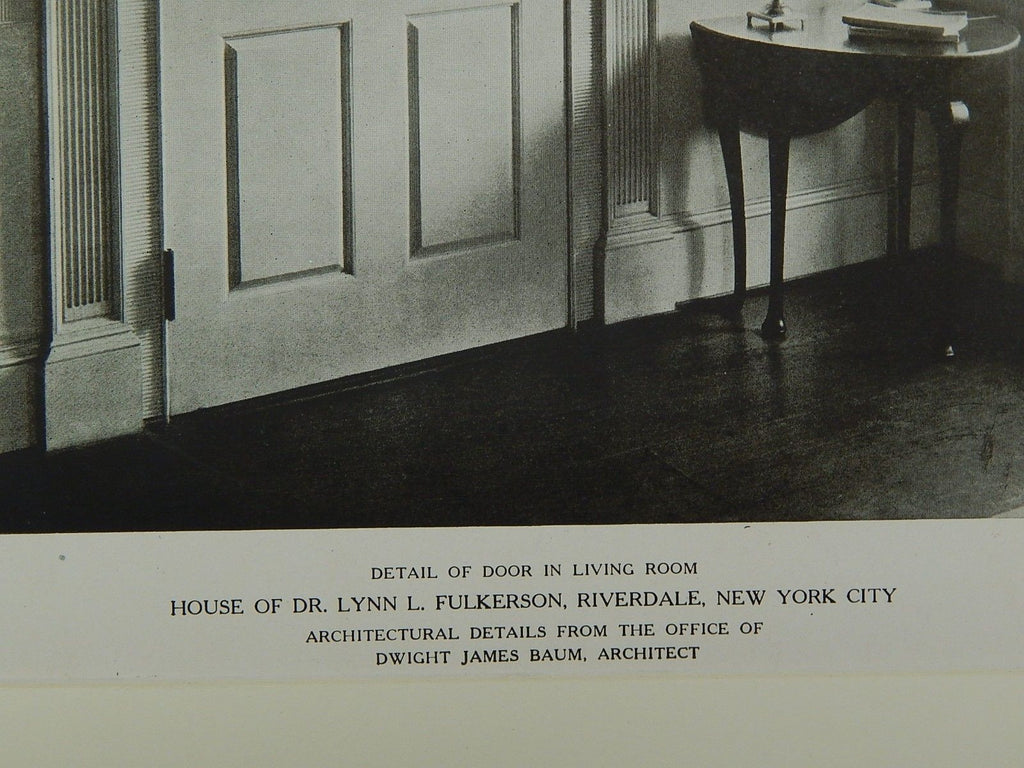 DETAIL OF DOOR IN LIVING ROOM
HOUSE OF DR. LYNN L. FULKERSON, RIVERDALE, NEW YORK CITY
ARCHITECTURAL DETAILS FROM THE OFFICE OF
DWIGHT JAMES BAUM, ARCHITECT